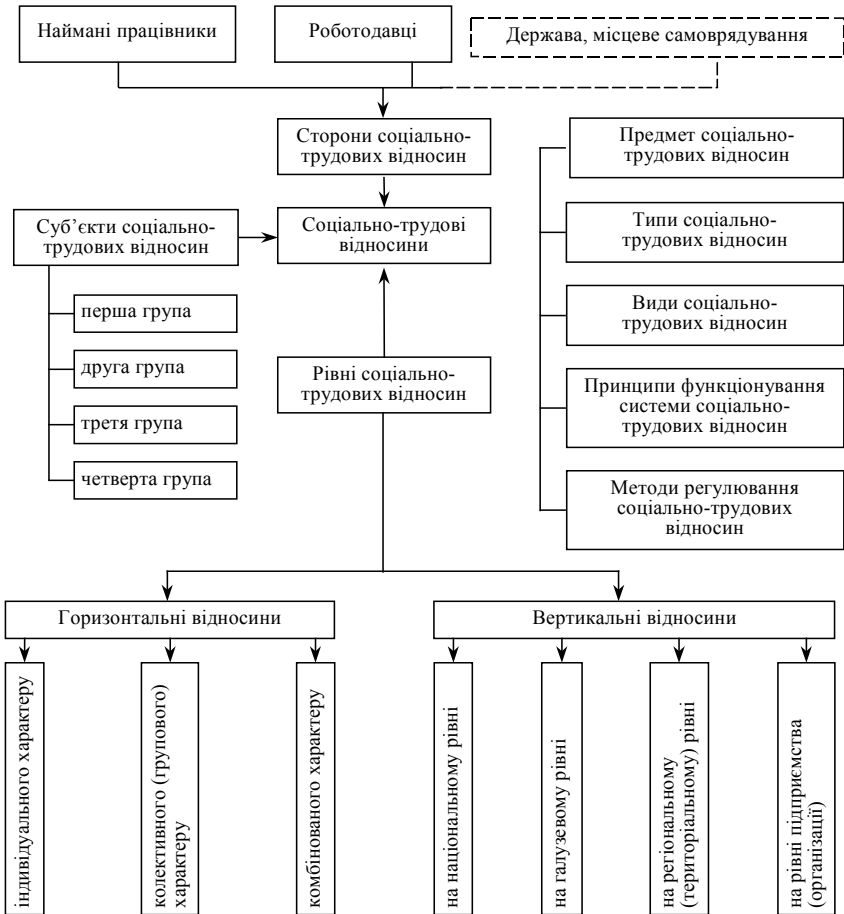 Наймані працівники
Роботодавці
Держава, місцеве самоврядування
Сторони соціально-
трудових відносин
Предмет соціально-
трудових відносин
Суб’єкти соціально-
трудових відносин
Соціально-трудові
відносини
Типи соціально-
трудових відносин
перша група
друга група
третя група
четверта група
Рівні соціально-
трудових відносин
Види соціально-
трудових відносин
Принципи функціонування
системи соціально-
трудових відносин
Методи регулювання
соціально-трудових
відносин
Горизонтальні відносини
Вертикальні відносини
індивідуального характеру
колективного (групового)
характеру
комбінованого характеру
на національному рівні
на галузевому рівні
на регіональному
(територіальному) рівні
на рівні підприємства
(організації)